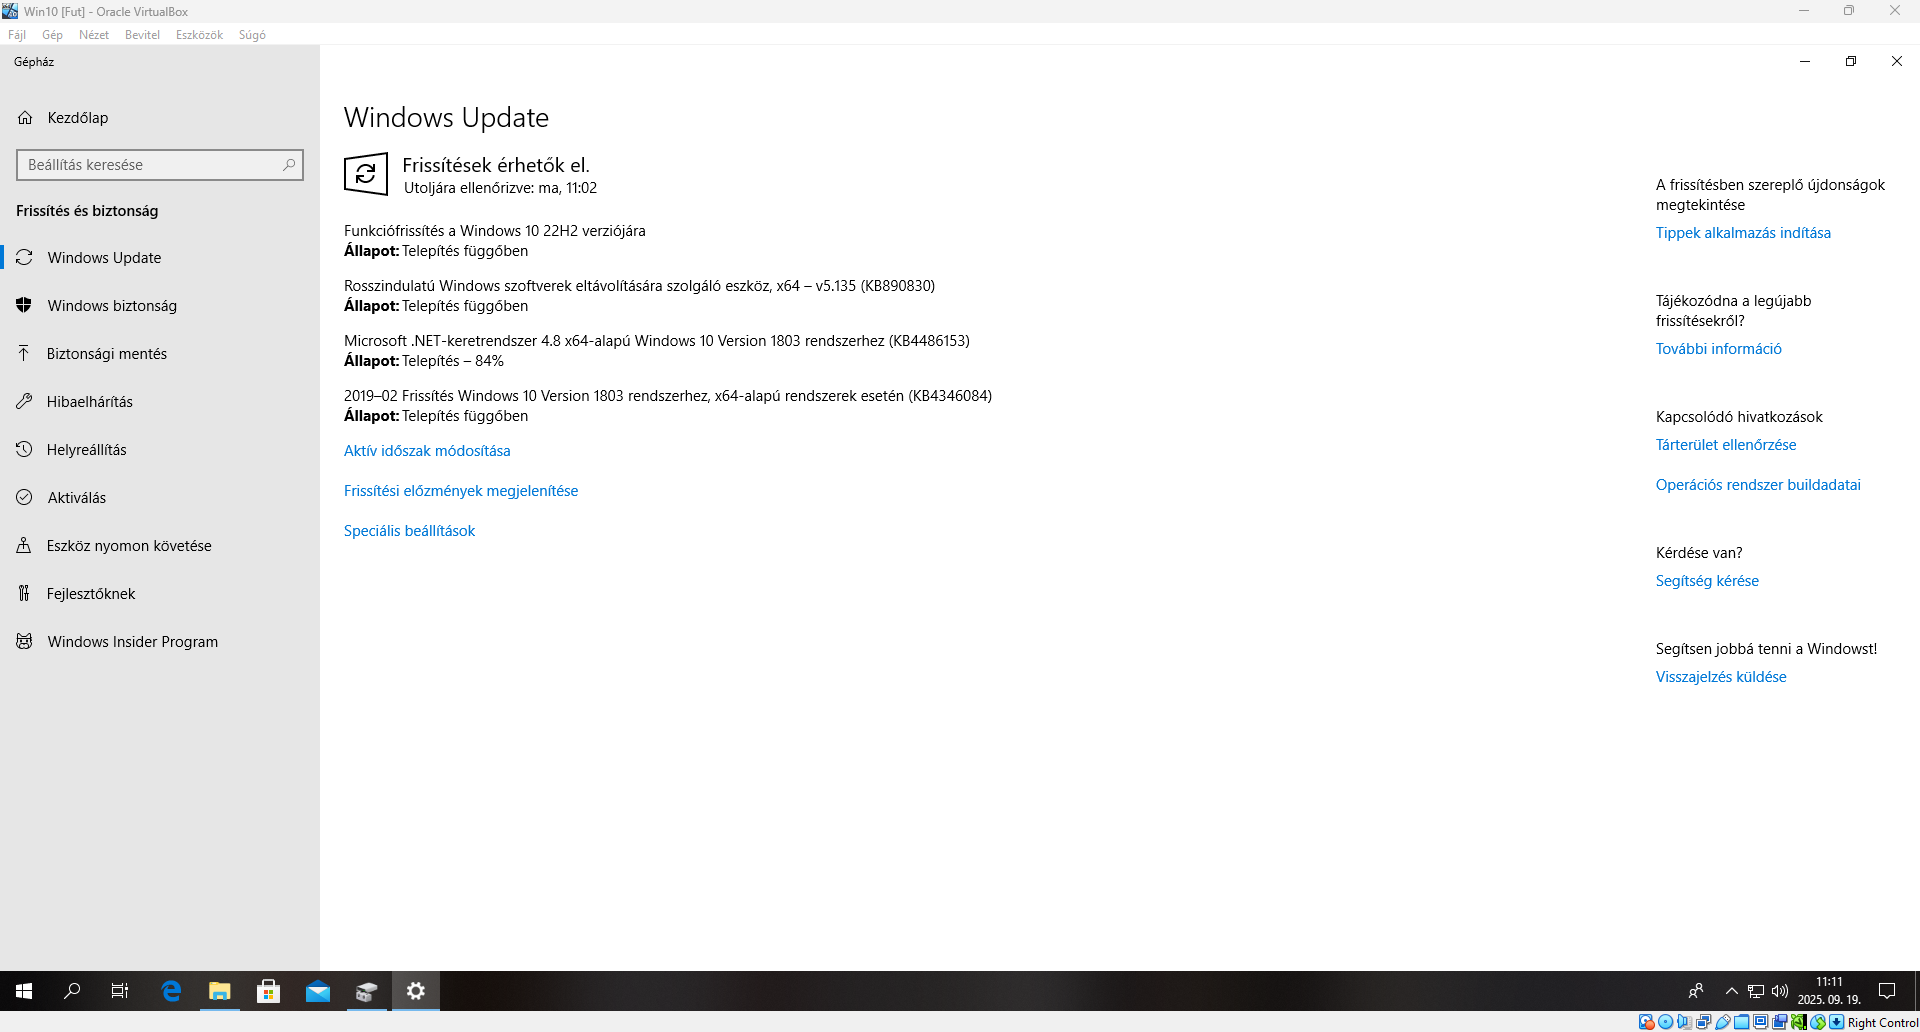 Win10 [Fut] - Oracle VirtualBox
Fájl Gép Nézet Bevitel Eszközök Súgó
Gépház
Kezdőlap
Beállítás keresése
Frissítés és biztonság
Windows Update
Windows biztonság
Biztonsági mentés
Hibaelhárítás
Helyreállítás
Aktiválás
Eszköz nyomon követése
Fejlesztőknek
Windows Insider Program
Windows Update
Frissítések érhetők el.
Utoljára ellenőrizve: ma, 11:02
Funkciófrissítés a Windows 10 22H2 verziójára
Állapot: Telepítés függőben
Rosszindulatú Windows szoftverek eltávolítására szolgáló eszköz, x64 – v5.135 (KB890830)
Állapot: Telepítés függőben
Microsoft .NET-keretrendszer 4.8 x64-alapú Windows 10 Version 1803 rendszerhez (KB4486153)
Állapot: Telepítés – 84%
2019–02 Frissítés Windows 10 Version 1803 rendszerhez, x64-alapú rendszerek esetén (KB4346084)
Állapot: Telepítés függőben
Aktív időszak módosítása
Frissítési előzmények megjelenítése
Speciális beállítások
A frissítésben szereplő újdonságok
megtekintése
Tippek alkalmazás indítása
Tájékozódna a legújabb
frissítésekről?
További információ
Kapcsolódó hivatkozások
Tárterület ellenőrzése
Operációs rendszer buildadatai
Kérdése van?
Segítség kérése
Segítsen jobbá tenni a Windowst!
Visszajelzés küldése
11:11
2025. 09. 19.
Right Control